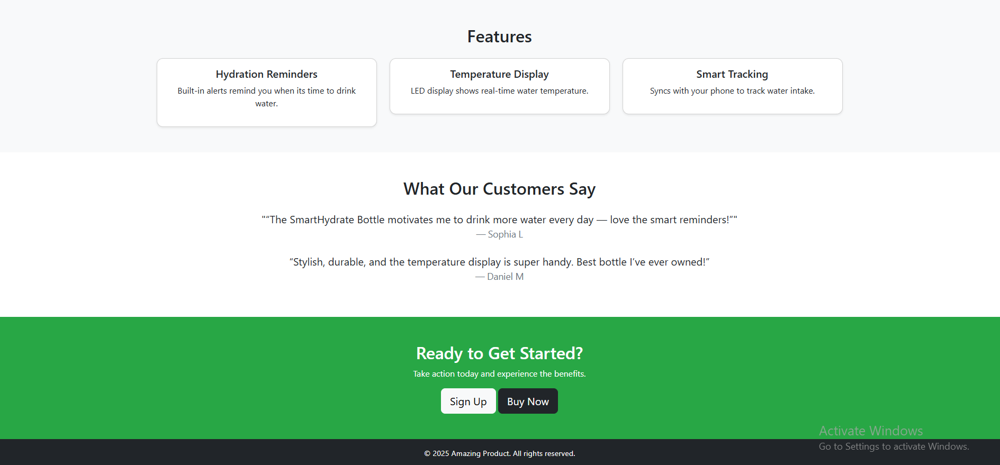 Features
Hydration Reminders
Built-in alerts remind you when its time to drink
water.
Temperature Display
LED display shows real-time water temperature.
Smart Tracking
Syncs with your phone to track water intake.
What Our Customers Say
"“The SmartHydrate Bottle motivates me to drink more water every day — love the smart reminders!”"
— Sophia L
“Stylish, durable, and the temperature display is super handy. Best bottle I’ve ever owned!”
— Daniel M
Ready to Get Started?
Take action today and experience the benefits.
Sign Up
Buy Now
Activate Windows
Go to Settings to activate Windows.
© 2025 Amazing Product. All rights reserved.